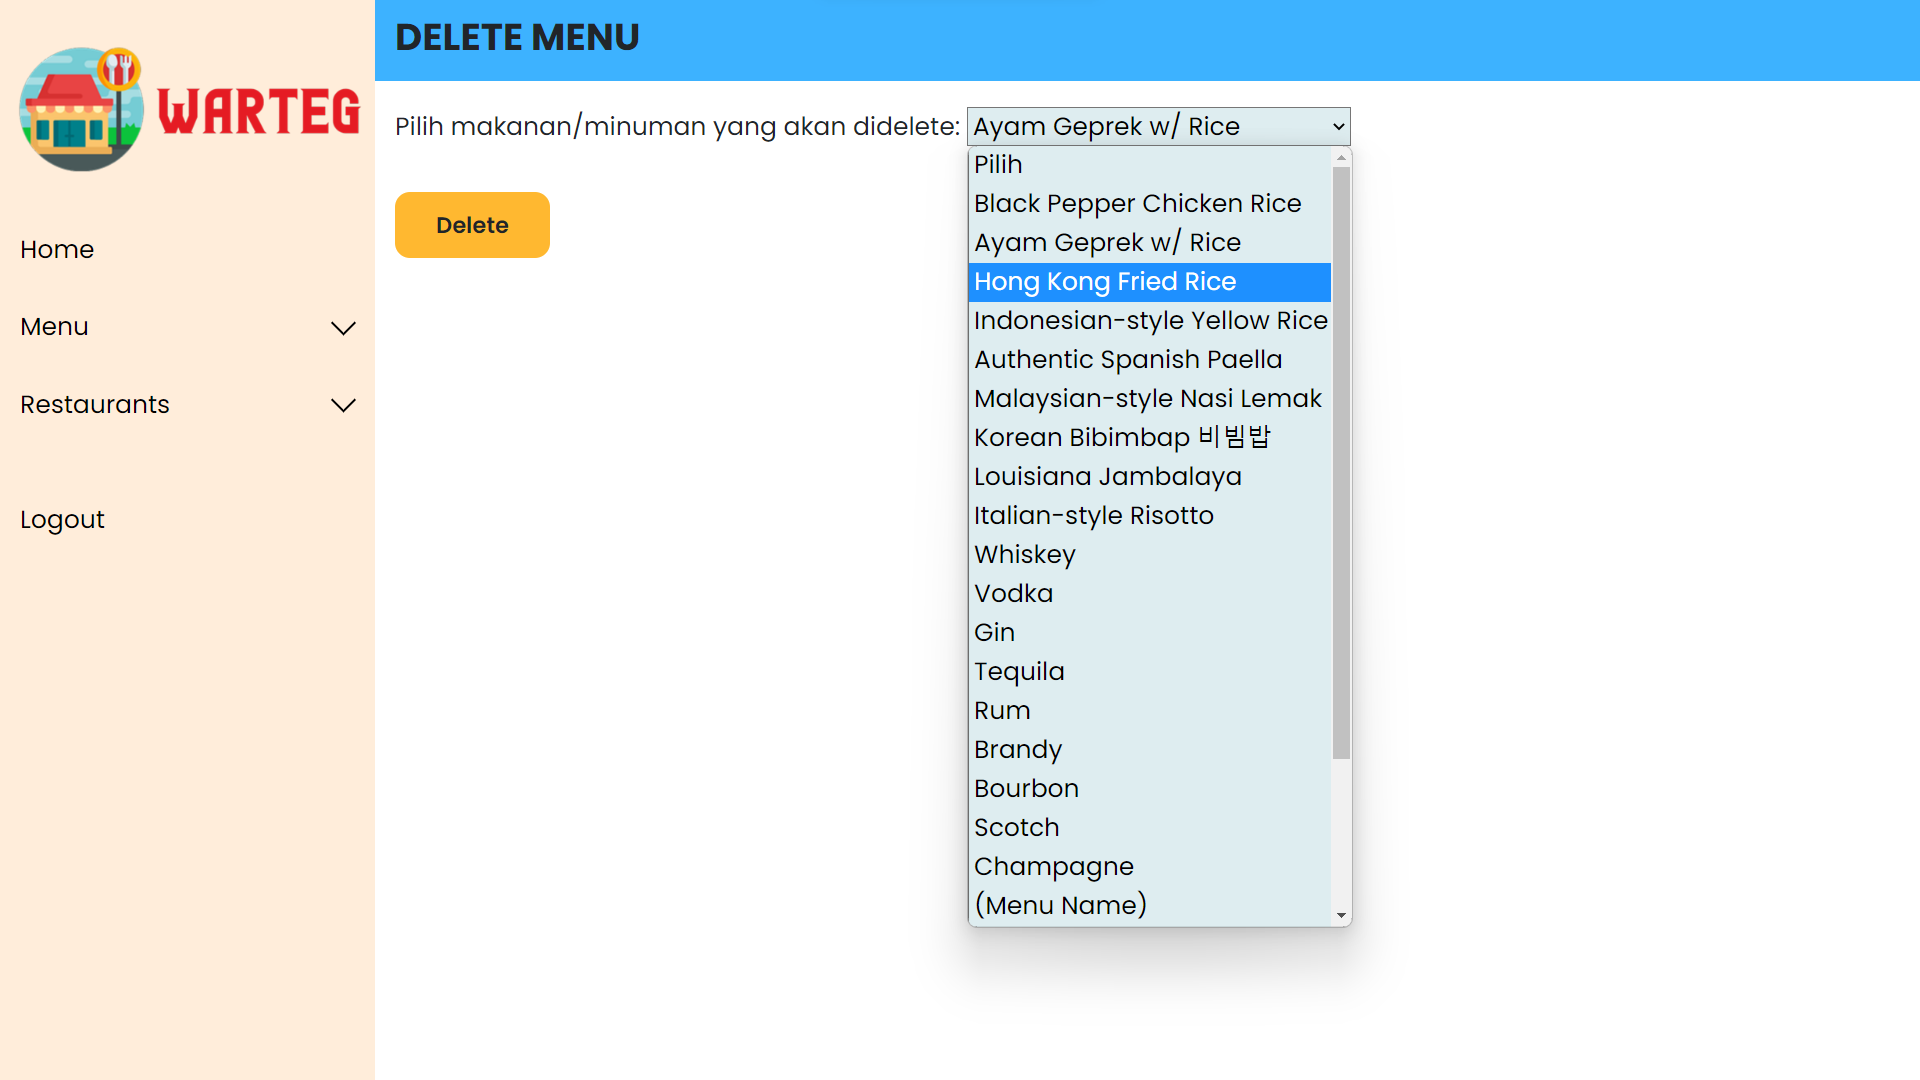 WARTEG
Home
Menu
Restaurants
Logout
DELETE MENU
Pilih makanan/minuman yang akan didelete: Ayam Geprek w/ Rice
Delete
Pilih
Black Pepper Chicken Rice
Ayam Geprek w/ Rice
Hong Kong Fried Rice
Indonesian-style Yellow Rice
Authentic Spanish Paella
Malaysian-style Nasi Lemak
Korean Bibimbap 비빔밥
Louisiana Jambalaya
Italian-style Risotto
Whiskey
Vodka
Gin
Tequila
Rum
Brandy
Bourbon
Scotch
Champagne
(Menu Name)